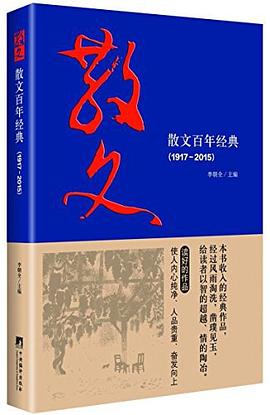 散文
散文百年经典
(1917~2015)
李朝全/主编
散文
散文百年经典
(1917~2015)
李朝全/主编
本书收入的经典作品，
经过风雨淘洗，凿璞见玉，
给读者以智的超越、情的陶冶。
读好的作品
使人内心纯净、人品贵重、奋发向上